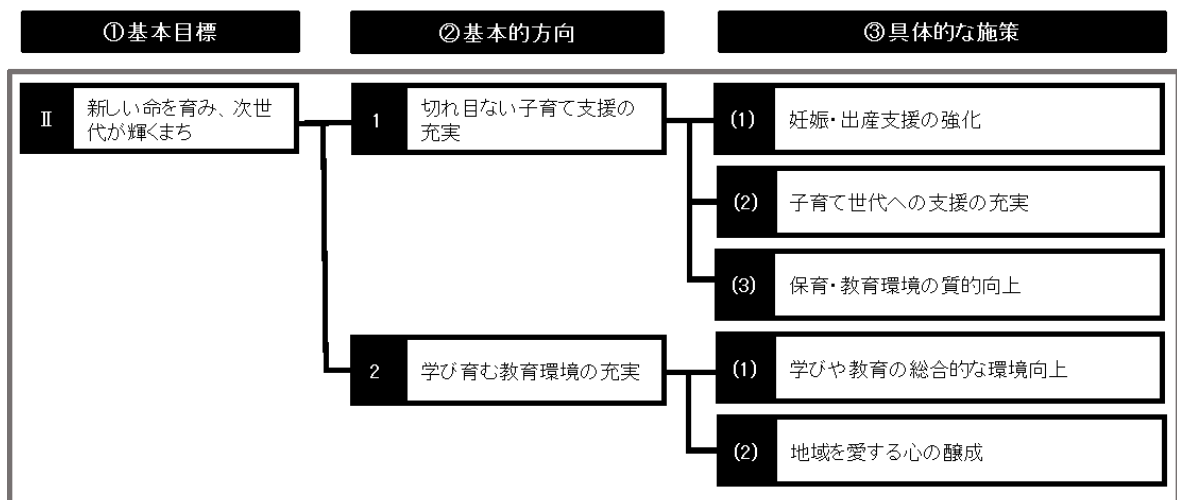 ①基本目標
②基本的方向
③具体的な施策
Ⅱ
新しい命を育み、次世
代が輝くまち
1
切れ目ない子育て支援の
充実
(1)
妊娠・出産支援の強化
(2)
子育て世代への支援の充実
(3)
保育・教育環境の質的向上
2
学び育む教育環境の充実
(1)
学びや教育の総合的な環境向上
(2)
地域を愛する心の醸成